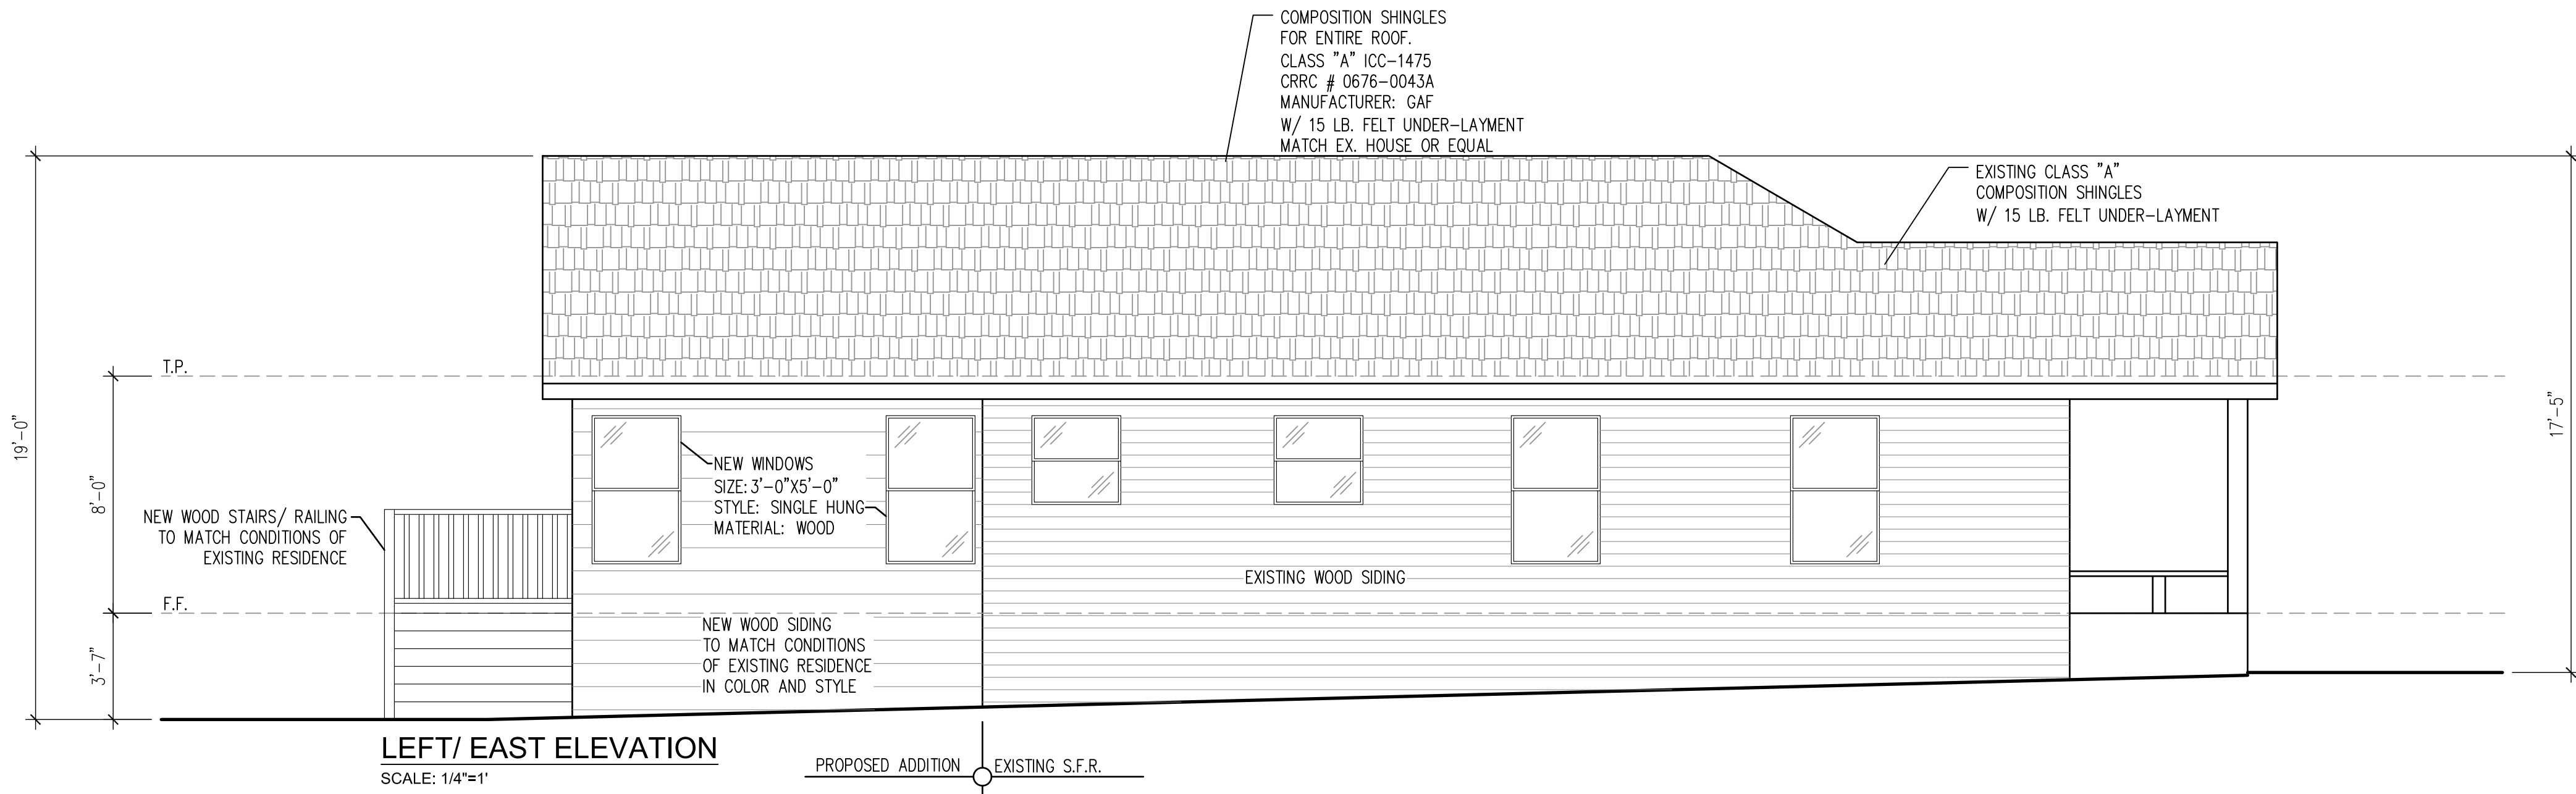 COMPOSITION SHINGLES
FOR ENTIRE ROOF.
CLASS "A" ICC-1475
CRRC # 0676-0043A
MANUFACTURER: GAF
W/ 15 LB. FELT UNDER-LAYMENT
MATCH EX. HOUSE OR EQUAL
EXISTING CLASS "A"
COMPOSITION SHINGLES
W/ 15 LB. FELT UNDER-LAYMENT
T.P.
19'-0"
17'-5"
8'-0"
NEW WINDOWS
SIZE: 3'-0"X5'-0"
STYLE: SINGLE HUNG
MATERIAL: WOOD
NEW WOOD STAIRS/ RAILING
TO MATCH CONDITIONS OF
EXISTING RESIDENCE
EXISTING WOOD SIDING
F.F.
3'-7"
NEW WOOD SIDING
TO MATCH CONDITIONS
OF EXISTING RESIDENCE
IN COLOR AND STYLE
LEFT/ EAST ELEVATION
SCALE: 1/4"=1'
PROPOSED ADDITION
EXISTING S.F.R.